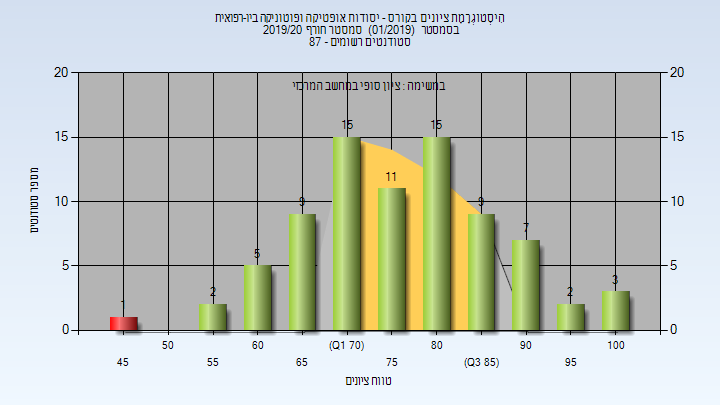 היסְטוֹגְרָמַת ציונים בקורס - יסודות אופטיקה ופוטוניקה ביו-רפואית
בסמסטר (01/2019) סמסטר חורף 2019/20
סטודנטים רשומים - 87
במשימה : ציון סופי במחשב המרכזי
מספר סטודנטים
20 20
15 15
10 10
5 5
0 0
1 2 5 9 15 11 15 9 7 2 3
50 60 (Q1 70) 80 90 100
45 55 65 75 (Q3 85) 95
טווח ציונים